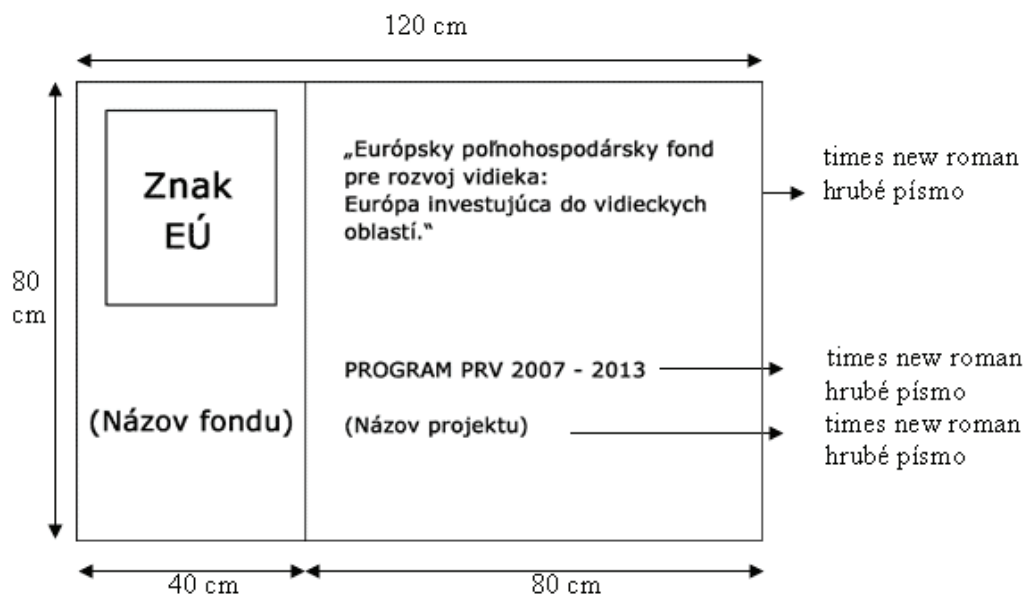 120 cm
Znak
EÚ
„Európsky poľnohospodársky fond
pre rozvoj vidieka:
Európa investujúca do vidieckych
oblastí.“
times new roman
hrubé písmo
80
cm
PROGRAM PRV 2007 - 2013
times new roman
hrubé písmo
(Názov fondu)
(Názov projektu)
times new roman
hrubé písmo
40 cm
80 cm